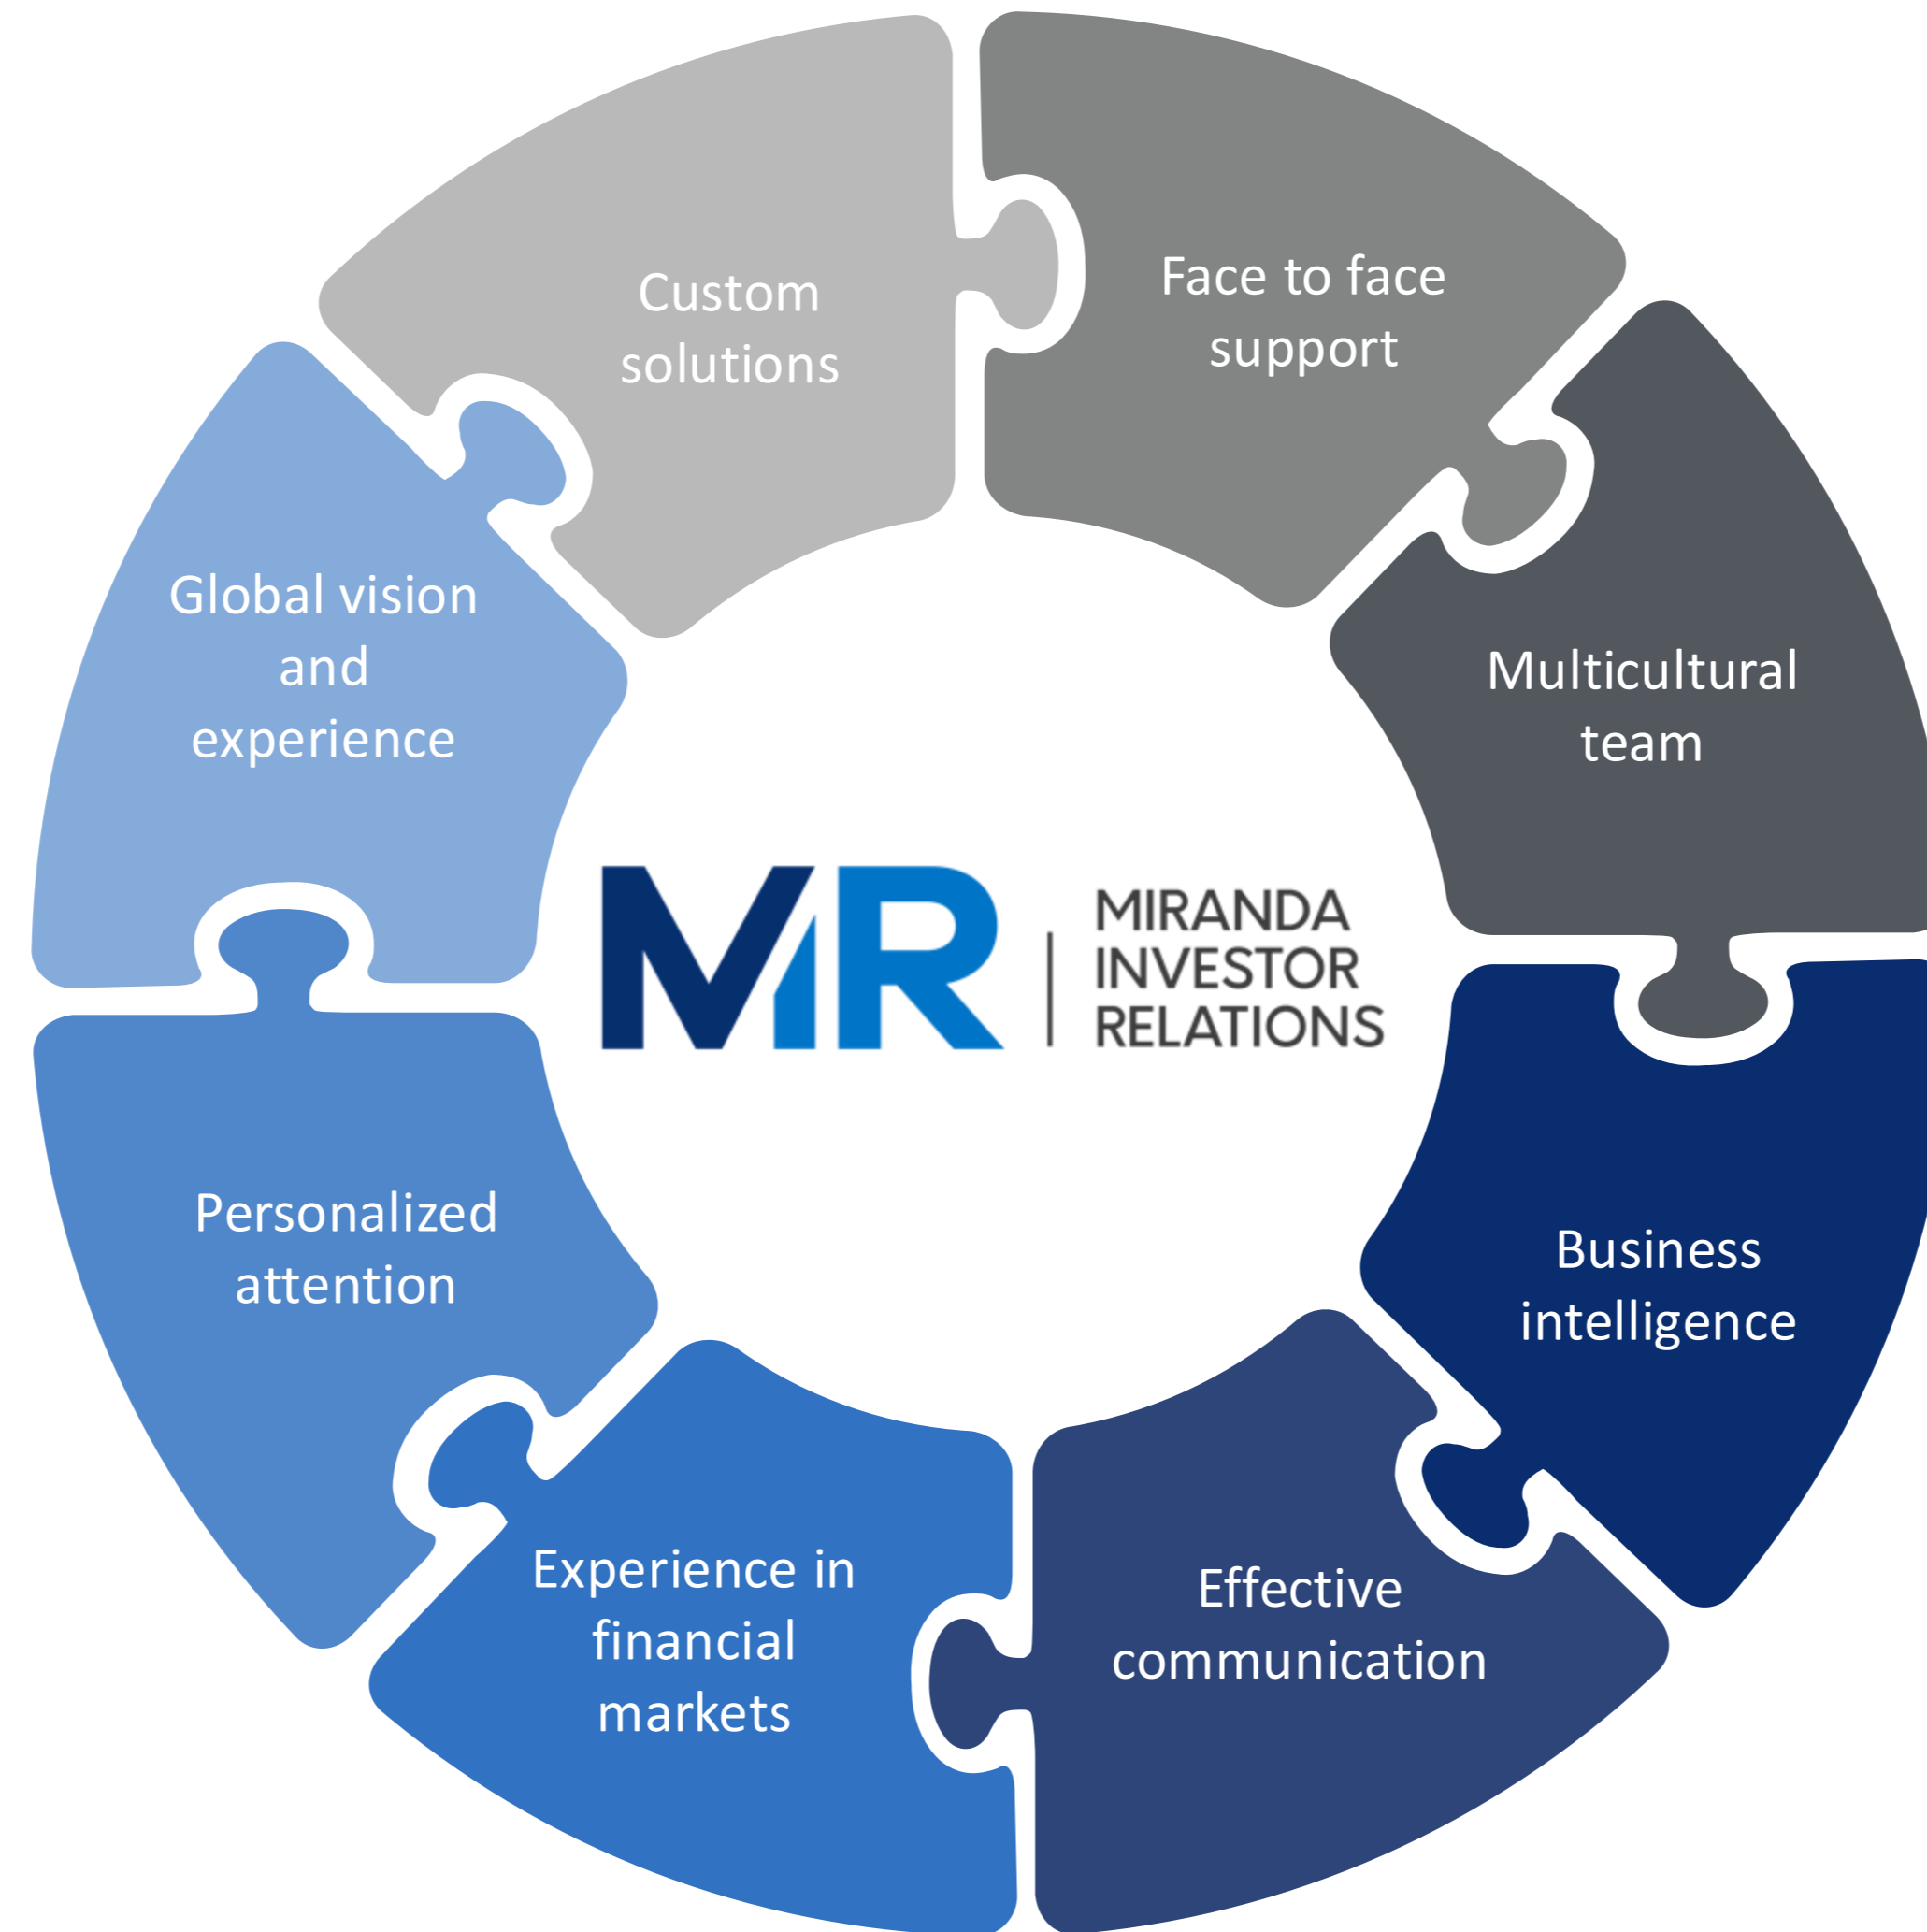 Custom
solutions
Face to face
support
Multicultural
team
Business
intelligence
Effective
communication
Experience in
financial
markets
Personalized
attention
Global vision
and
experience
MR
MIRANDA
INVESTOR
RELATIONS